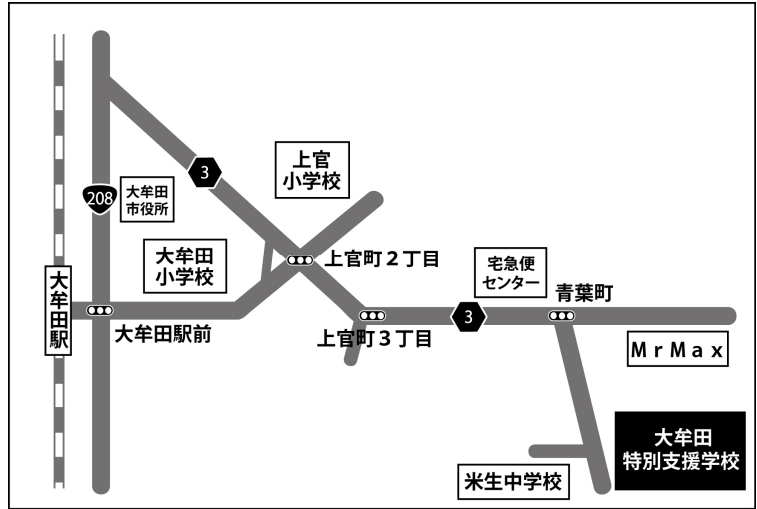 上官
小学校
3
208
大牟田
市役所
大牟田
小学校
上官町２丁目
宅急便
センター
青葉町
大牟田駅
大牟田駅前
3
上官町３丁目
ＭｒＭａｘ
大牟田
特別支援学校
米生中学校